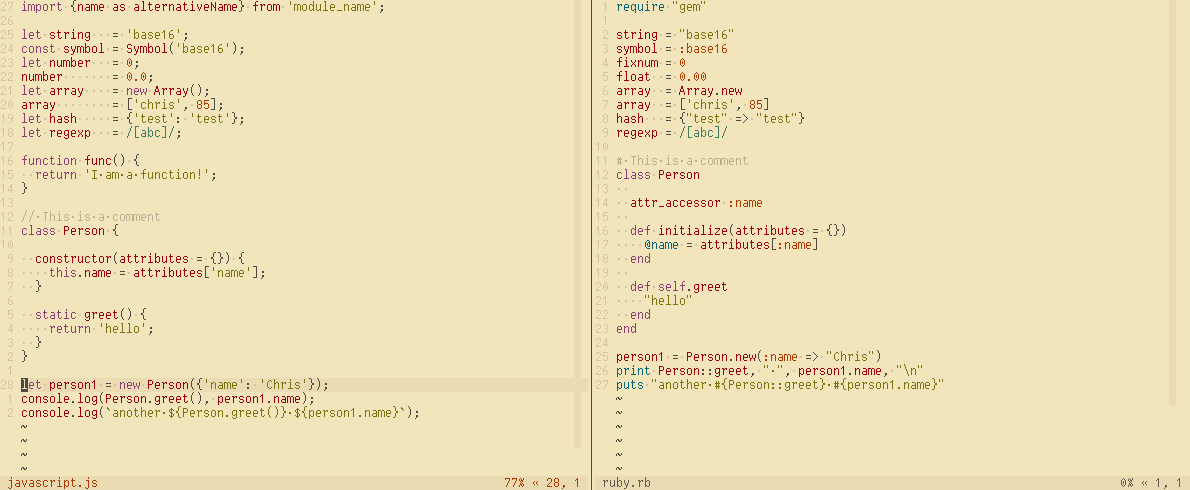 27 import {name as alternativeName} from 'module_name';
26
25 let string   = 'base16';
24 const symbol = Symbol('base16');
23 let number   = 0;
22 number       = 0.0;
21 let array    = new Array();
20 array        = ['chris', 85];
19 let hash     = {'test': 'test'};
18 let regexp   = /[abc]/;
17
16 function func() {
15   return 'I·am·a·function!';
14 }
13
12 //·This·is·a·comment
11 class Person {
10
9   constructor(attributes = {}) {
8     this.name = attributes['name'];
7   }
6
5   static greet() {
4     return 'hello';
3   }
2 }
1
28 let person1 = new Person({'name': 'Chris'});
1 console.log(Person.greet(), person1.name);
2 console.log(`another·${Person.greet()}·${person1.name}`);
~
~
~
~
javascript.js 77% « 28, 1
1 require "gem"
1
2 string = "base16"
3 symbol = :base16
4 fixnum = 0
5 float  = 0.00
6 array  = Array.new
7 array  = ['chris', 85]
8 hash   = {"test" => "test"}
9 regexp = /[abc]/
10
11 #·This·is·a·comment
12 class Person
13 ··
14   attr_accessor :name
15 ··
16   def initialize(attributes = {})
17     @name = attributes[:name]
18   end
19 ··
20   def self.greet
21     "hello"
22   end
23 end
24
25 person1 = Person.new(:name => "Chris")
26 print Person::greet, "·", person1.name, "\n"
27 puts "another·#{Person::greet}·#{person1.name}"
~
~
~
~
~
~
ruby.rb 0% « 1, 1